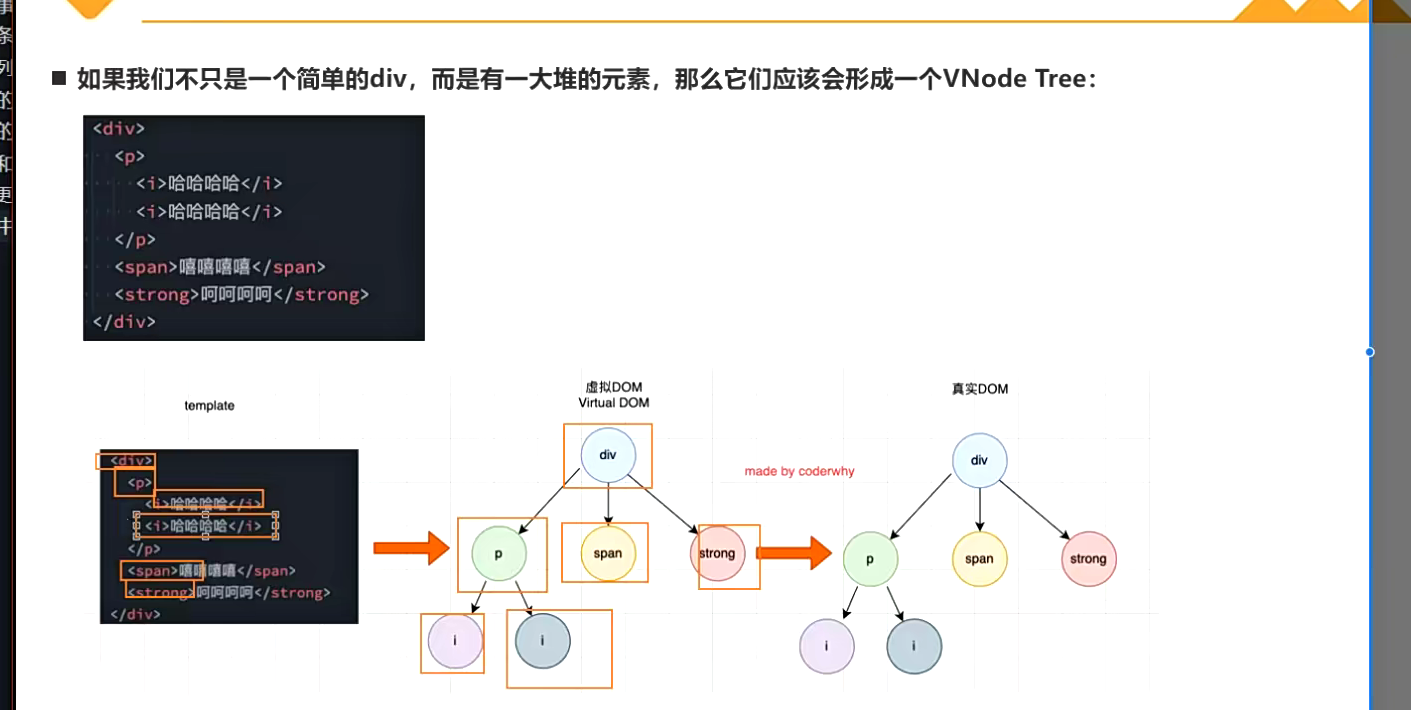 事
条
列
的
的
和
更
■ 如果我们不只是一个简单的div，而是有一大堆的元素，那么它们应该会形成一个VNode Tree：
<div>
<p>
<i>哈哈哈哈</i>
<i>哈哈哈哈</i>
</p>
<span>嘻嘻嘻嘻</span>
<strong>呵呵呵呵</strong>
</div>
template
<div>
<p>
<i>哈哈哈哈</i>
<i>哈哈哈哈</i>
</p>
<span>嘻嘻嘻嘻</span>
<strong>呵呵呵呵</strong>
</div>
虚拟DOM
Virtual DOM
div
p
span
strong
i
i
made by coderwhy
真实DOM
div
p
span
strong
i
i